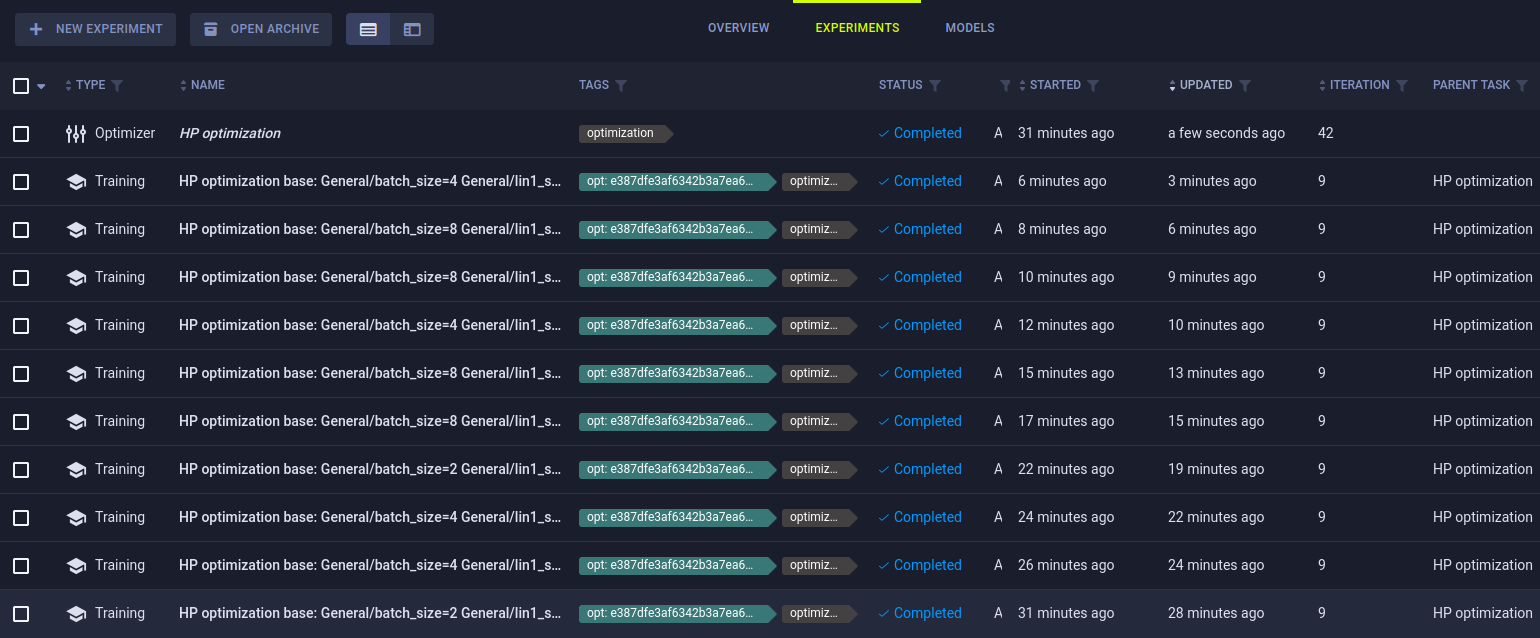 NEW EXPERIMENT OPEN ARCHIVE OVERVIEW EXPERIMENTS MODELS
TYPE NAME TAGS STATUS STARTED UPDATED ITERATION PARENT TASK
Optimizer HP optimization optimization Completed A 31 minutes ago a few seconds ago 42
Training HP optimization base: General/batch_size=4 General/lin1_s... opt: e387dfe3af6342b3a7ea6... optimiz... Completed A 6 minutes ago 3 minutes ago 9 HP optimization
Training HP optimization base: General/batch_size=8 General/lin1_s... opt: e387dfe3af6342b3a7ea6... optimiz... Completed A 8 minutes ago 6 minutes ago 9 HP optimization
Training HP optimization base: General/batch_size=8 General/lin1_s... opt: e387dfe3af6342b3a7ea6... optimiz... Completed A 10 minutes ago 9 minutes ago 9 HP optimization
Training HP optimization base: General/batch_size=4 General/lin1_s... opt: e387dfe3af6342b3a7ea6... optimiz... Completed A 12 minutes ago 10 minutes ago 9 HP optimization
Training HP optimization base: General/batch_size=8 General/lin1_s... opt: e387dfe3af6342b3a7ea6... optimiz... Completed A 15 minutes ago 13 minutes ago 9 HP optimization
Training HP optimization base: General/batch_size=8 General/lin1_s... opt: e387dfe3af6342b3a7ea6... optimiz... Completed A 17 minutes ago 15 minutes ago 9 HP optimization
Training HP optimization base: General/batch_size=2 General/lin1_s... opt: e387dfe3af6342b3a7ea6... optimiz... Completed A 22 minutes ago 19 minutes ago 9 HP optimization
Training HP optimization base: General/batch_size=4 General/lin1_s... opt: e387dfe3af6342b3a7ea6... optimiz... Completed A 24 minutes ago 22 minutes ago 9 HP optimization
Training HP optimization base: General/batch_size=4 General/lin1_s... opt: e387dfe3af6342b3a7ea6... optimiz... Completed A 26 minutes ago 24 minutes ago 9 HP optimization
Training HP optimization base: General/batch_size=2 General/lin1_s... opt: e387dfe3af6342b3a7ea6... optimiz... Completed A 31 minutes ago 28 minutes ago 9 HP optimization